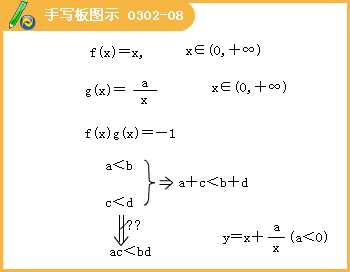 手写板图示 0302-08
f(x)=x, x∈(0,+∞)
g(x)= a/x x∈(0,+∞)
f(x)g(x)=-1
a<b
⇒ a+c<b+d
c<d
??
ac<bd
y=x+ a/x (a<0)